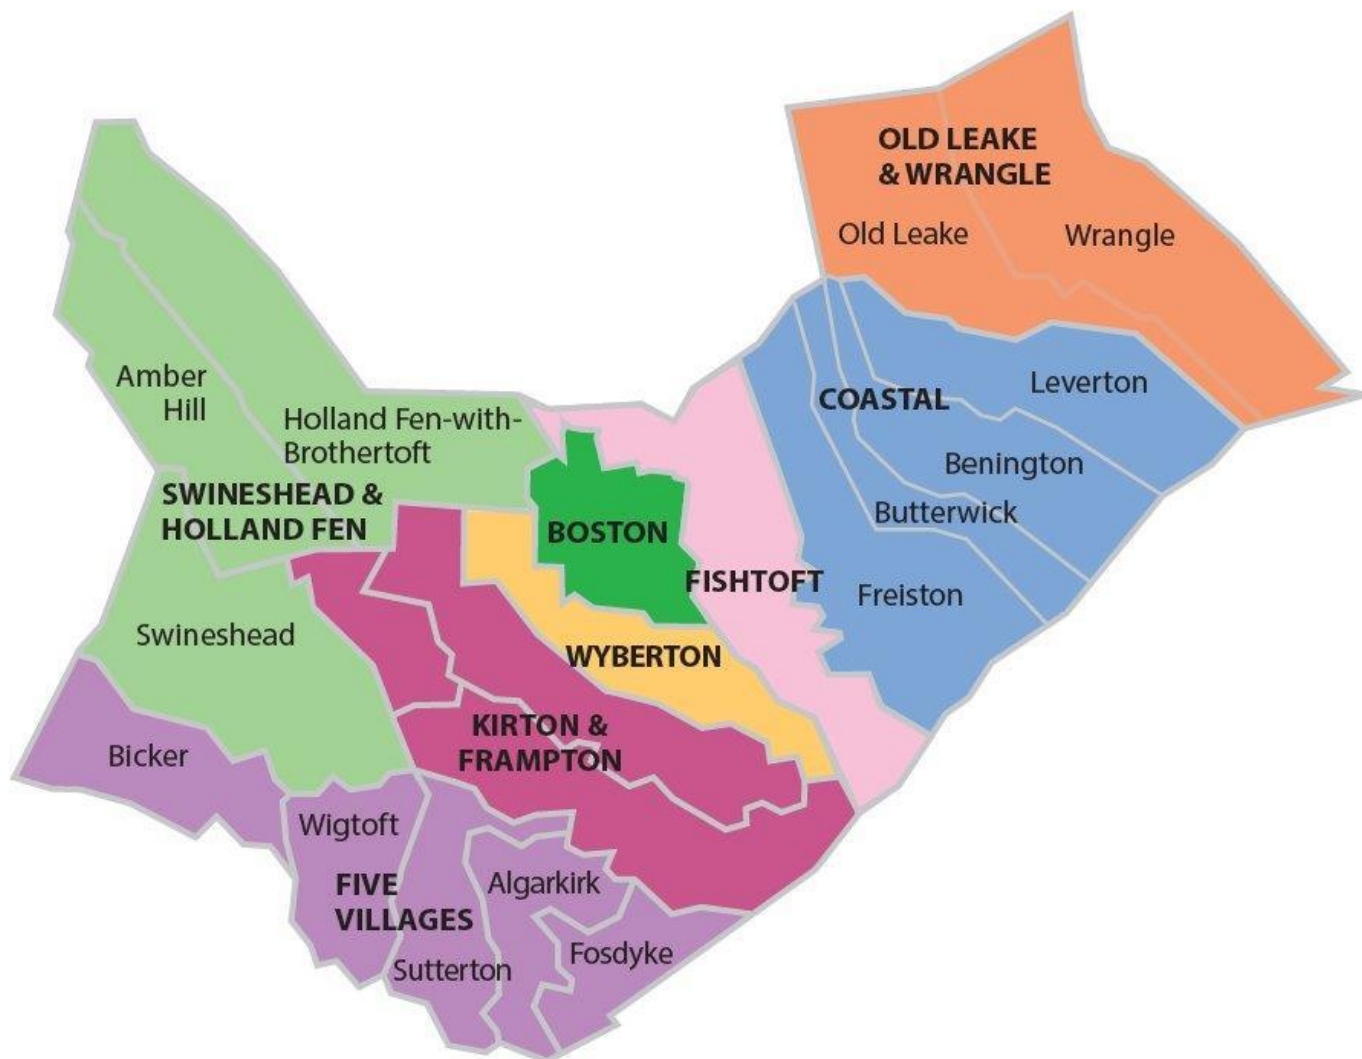 OLD LEAKE
& WRANGLE
Old Leake
Wrangle
Amber
Hill
Holland Fen-with-
Brothertoft
SWINESHEAD &
HOLLAND FEN
Swineshead
COASTAL
Leverton
Benington
Butterwick
Freiston
BOSTON
FISHTOFT
WYBERTON
KIRTON &
FRAMPTON
Bicker
Wigtoft
FIVE
VILLAGES
Algarkirk
Sutterton
Fosdyke